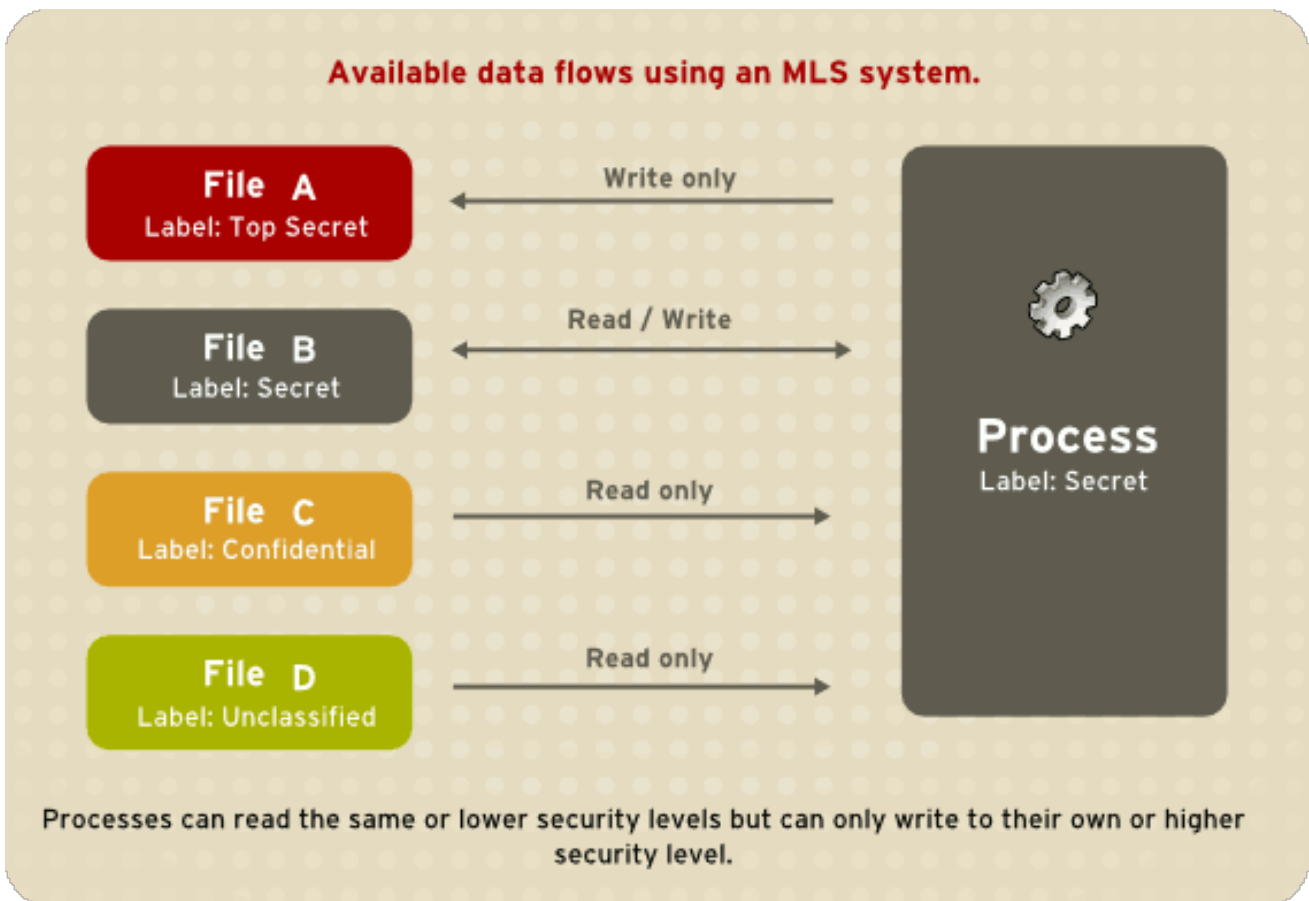 Available data flows using an MLS system.
File A
Label: Top Secret
Write only
File B
Label: Secret
Read / Write
File C
Label: Confidential
Read only
File D
Label: Unclassified
Read only
Process
Label: Secret
Processes can read the same or lower security levels but can only write to their own or higher
security level.